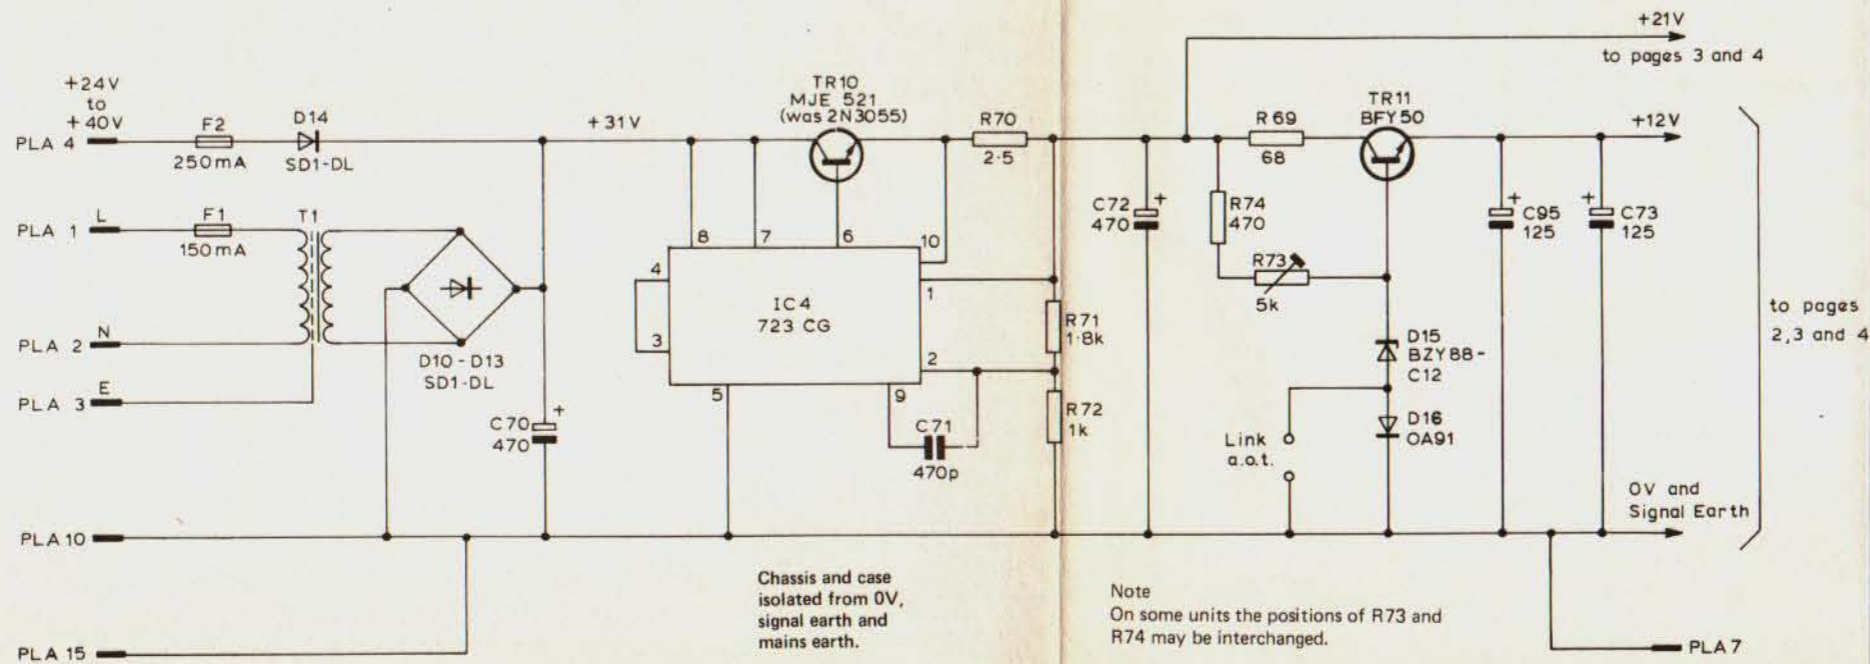 +21V
to pages 3 and 4
+24V
to
+40V
PLA 4
F2
250mA
D14
SD1-DL
+31V
TR10
MJE 521
(was 2N3055)
R70
2·5
R69
68
TR11
BFY50
+12V
PLA 1
L
F1
150mA
T1
PLA 2
N
PLA 3
E
D10 - D13
SD1-DL
C70
+
470
8
7
6
10
4
1
3
2
5
9
IC4
723 CG
C71
470p
R71
1·8k
R72
1k
C72
470
+
R74
470
R73
5k
D15
BZY88-
C12
D16
OA91
Link
a.o.t.
+
C95
125
+
C73
125
to pages
2,3 and 4
0V and
Signal Earth
PLA10
PLA 15
Chassis and case
isolated from 0V,
signal earth and
mains earth.
Note
On some units the positions of R73 and
R74 may be interchanged.
PLA7